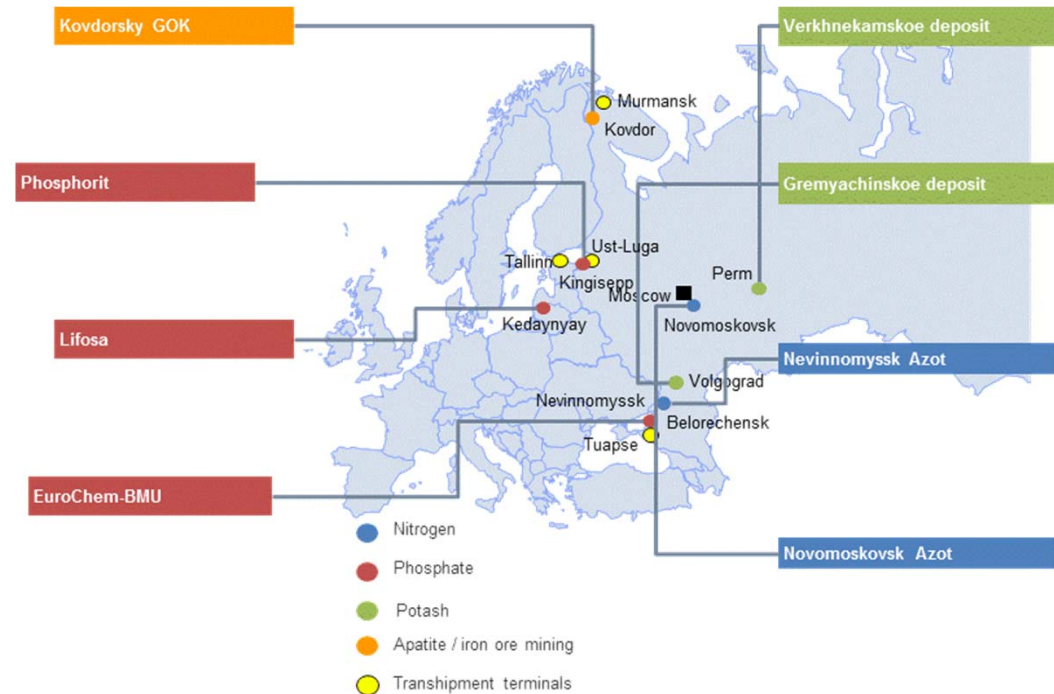 Kovdorsky GOK
Verkhnekamskoe deposit
Murmansk
Kovdor
Phosphorit
Gremyachinskoe deposit
Ust-Luga
Tallinn
Kingisepp
Perm
Moscow
Kedaynyay
Novomoskovsk
Lifosa
Nevinnomyssk Azot
Volgograd
Nevinnomyssk
Belorechensk
Tuapse
EuroChem-BMU
Nitrogen
Novomoskovsk Azot
Phosphate
Potash
Apatite / iron ore mining
Transhipment terminals